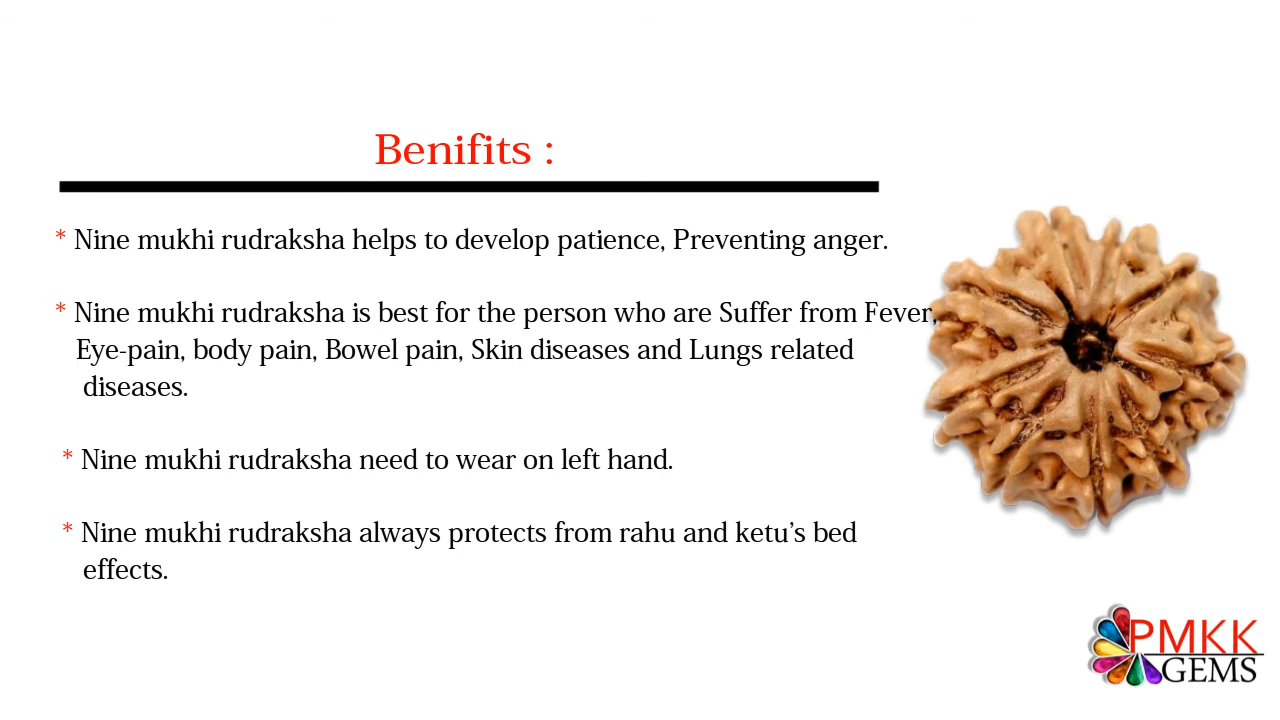 Benifits :
* Nine mukhi rudraksha helps to develop patience, Preventing anger.
* Nine mukhi rudraksha is best for the person who are Suffer from Fever,
Eye-pain, body pain, Bowel pain, Skin diseases and Lungs related
diseases.
* Nine mukhi rudraksha need to wear on left hand.
* Nine mukhi rudraksha always protects from rahu and ketu’s bed
effects.
PMKK
GEMS